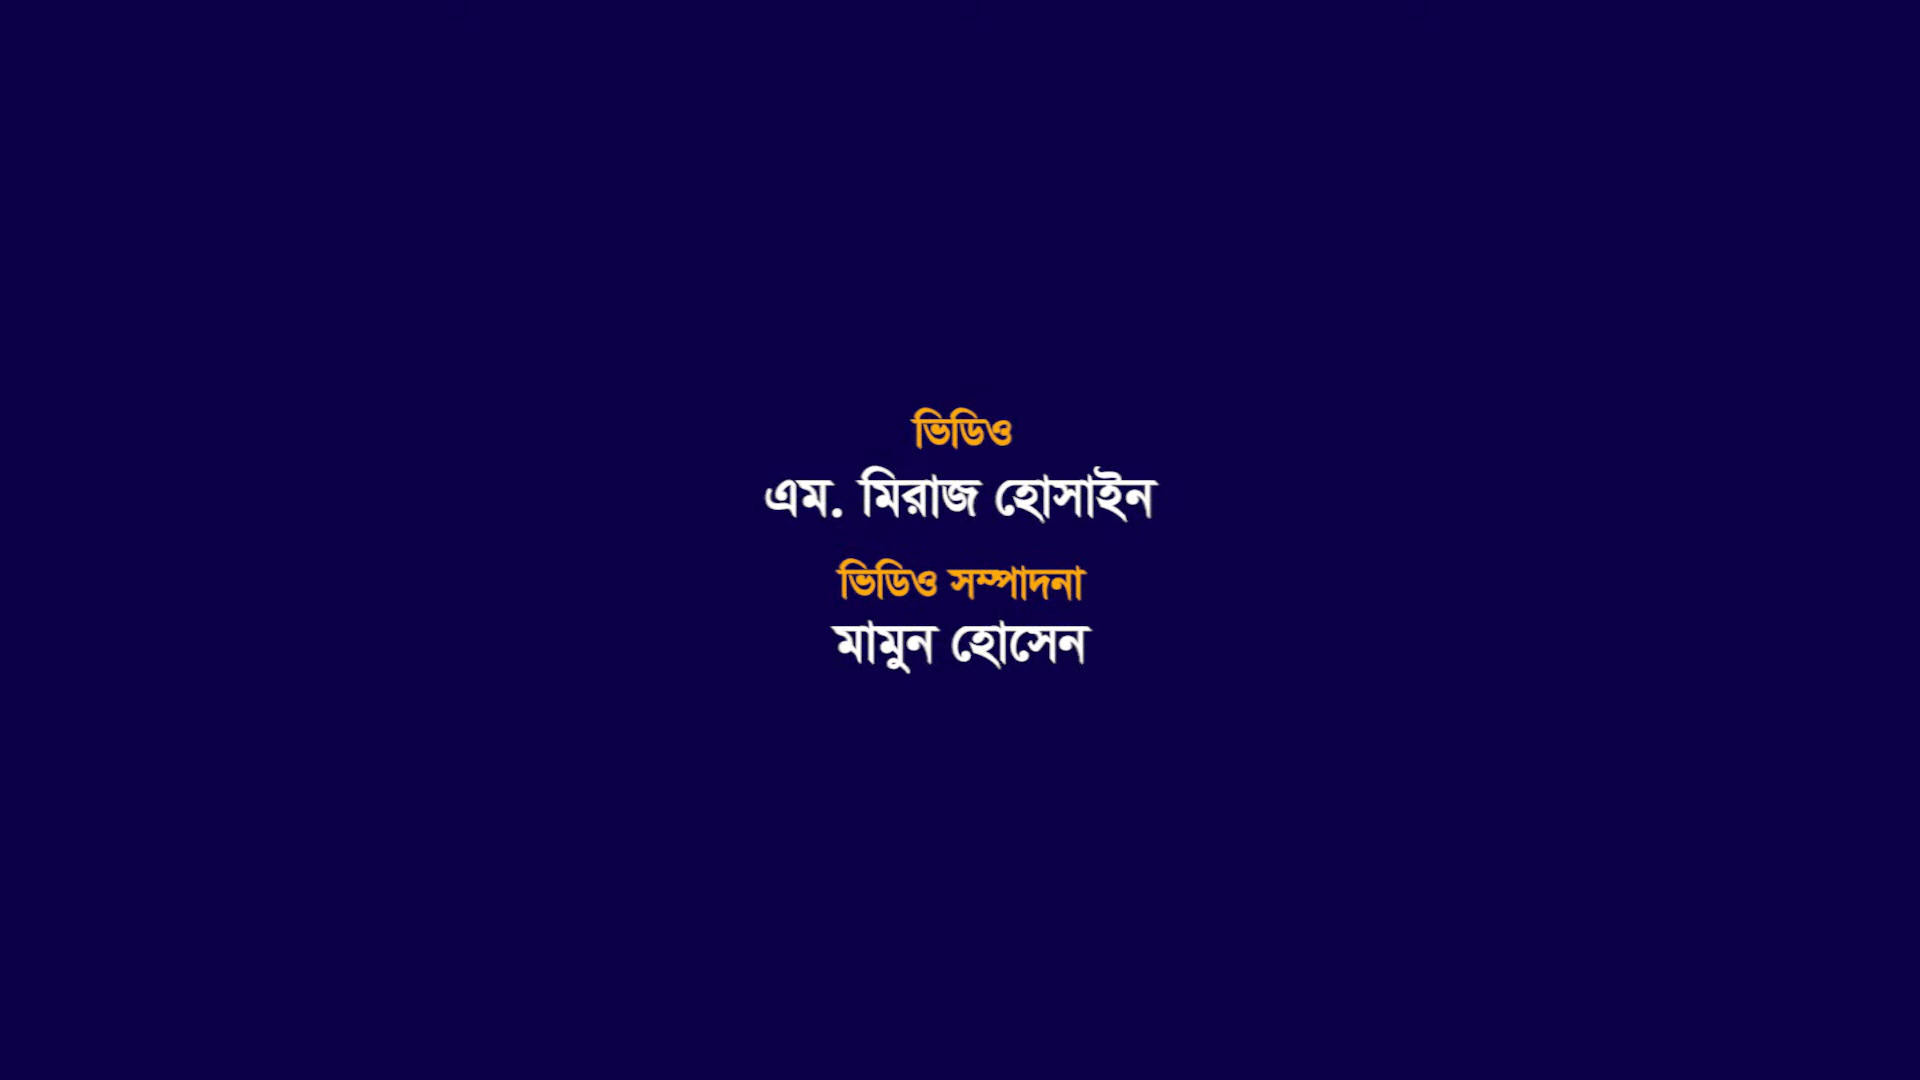 ভিডিও
এম. মিরাজ হোসাইন
ভিডিও সম্পাদনা
মামুন হোসেন